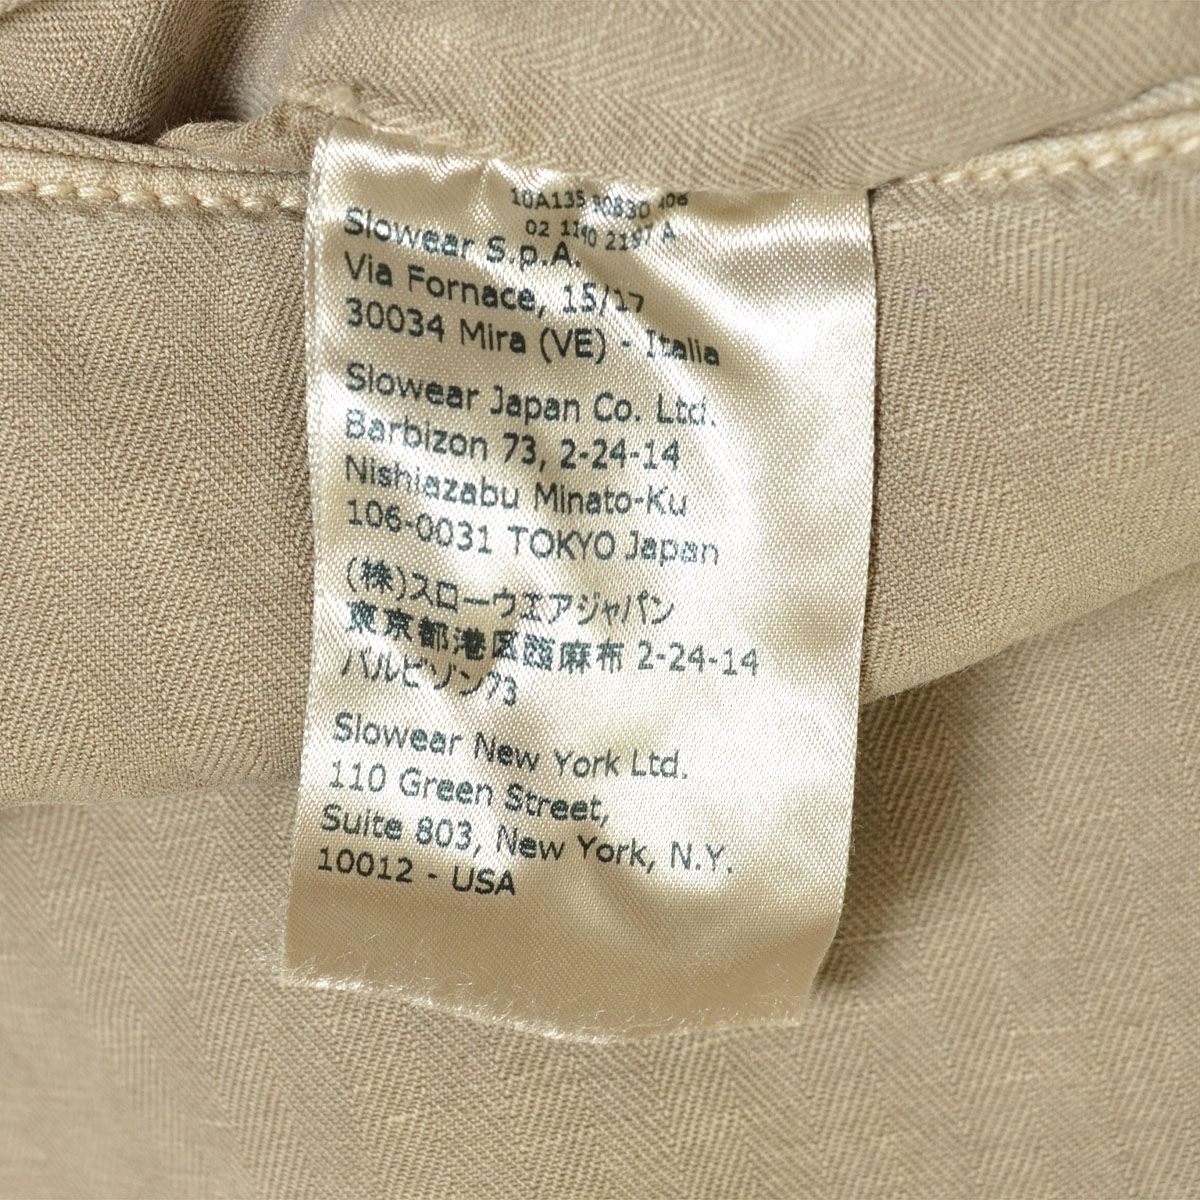 10A135 90830 406
02 1140 2197 A
Slowear S.p.A.
Via Fornace, 15/17
30034 Mira (VE) - Italia
Slowear Japan Co. Ltd.
Barbizon 73, 2-24-14
Nishiazabu Minato-Ku
106-0031 TOKYO Japan
(株)スローウエアジャパン
東京都港区西麻布 2-24-14
バルビゾン73
Slowear New York Ltd.
110 Green Street,
Suite 803, New York, N.Y.
10012 - USA